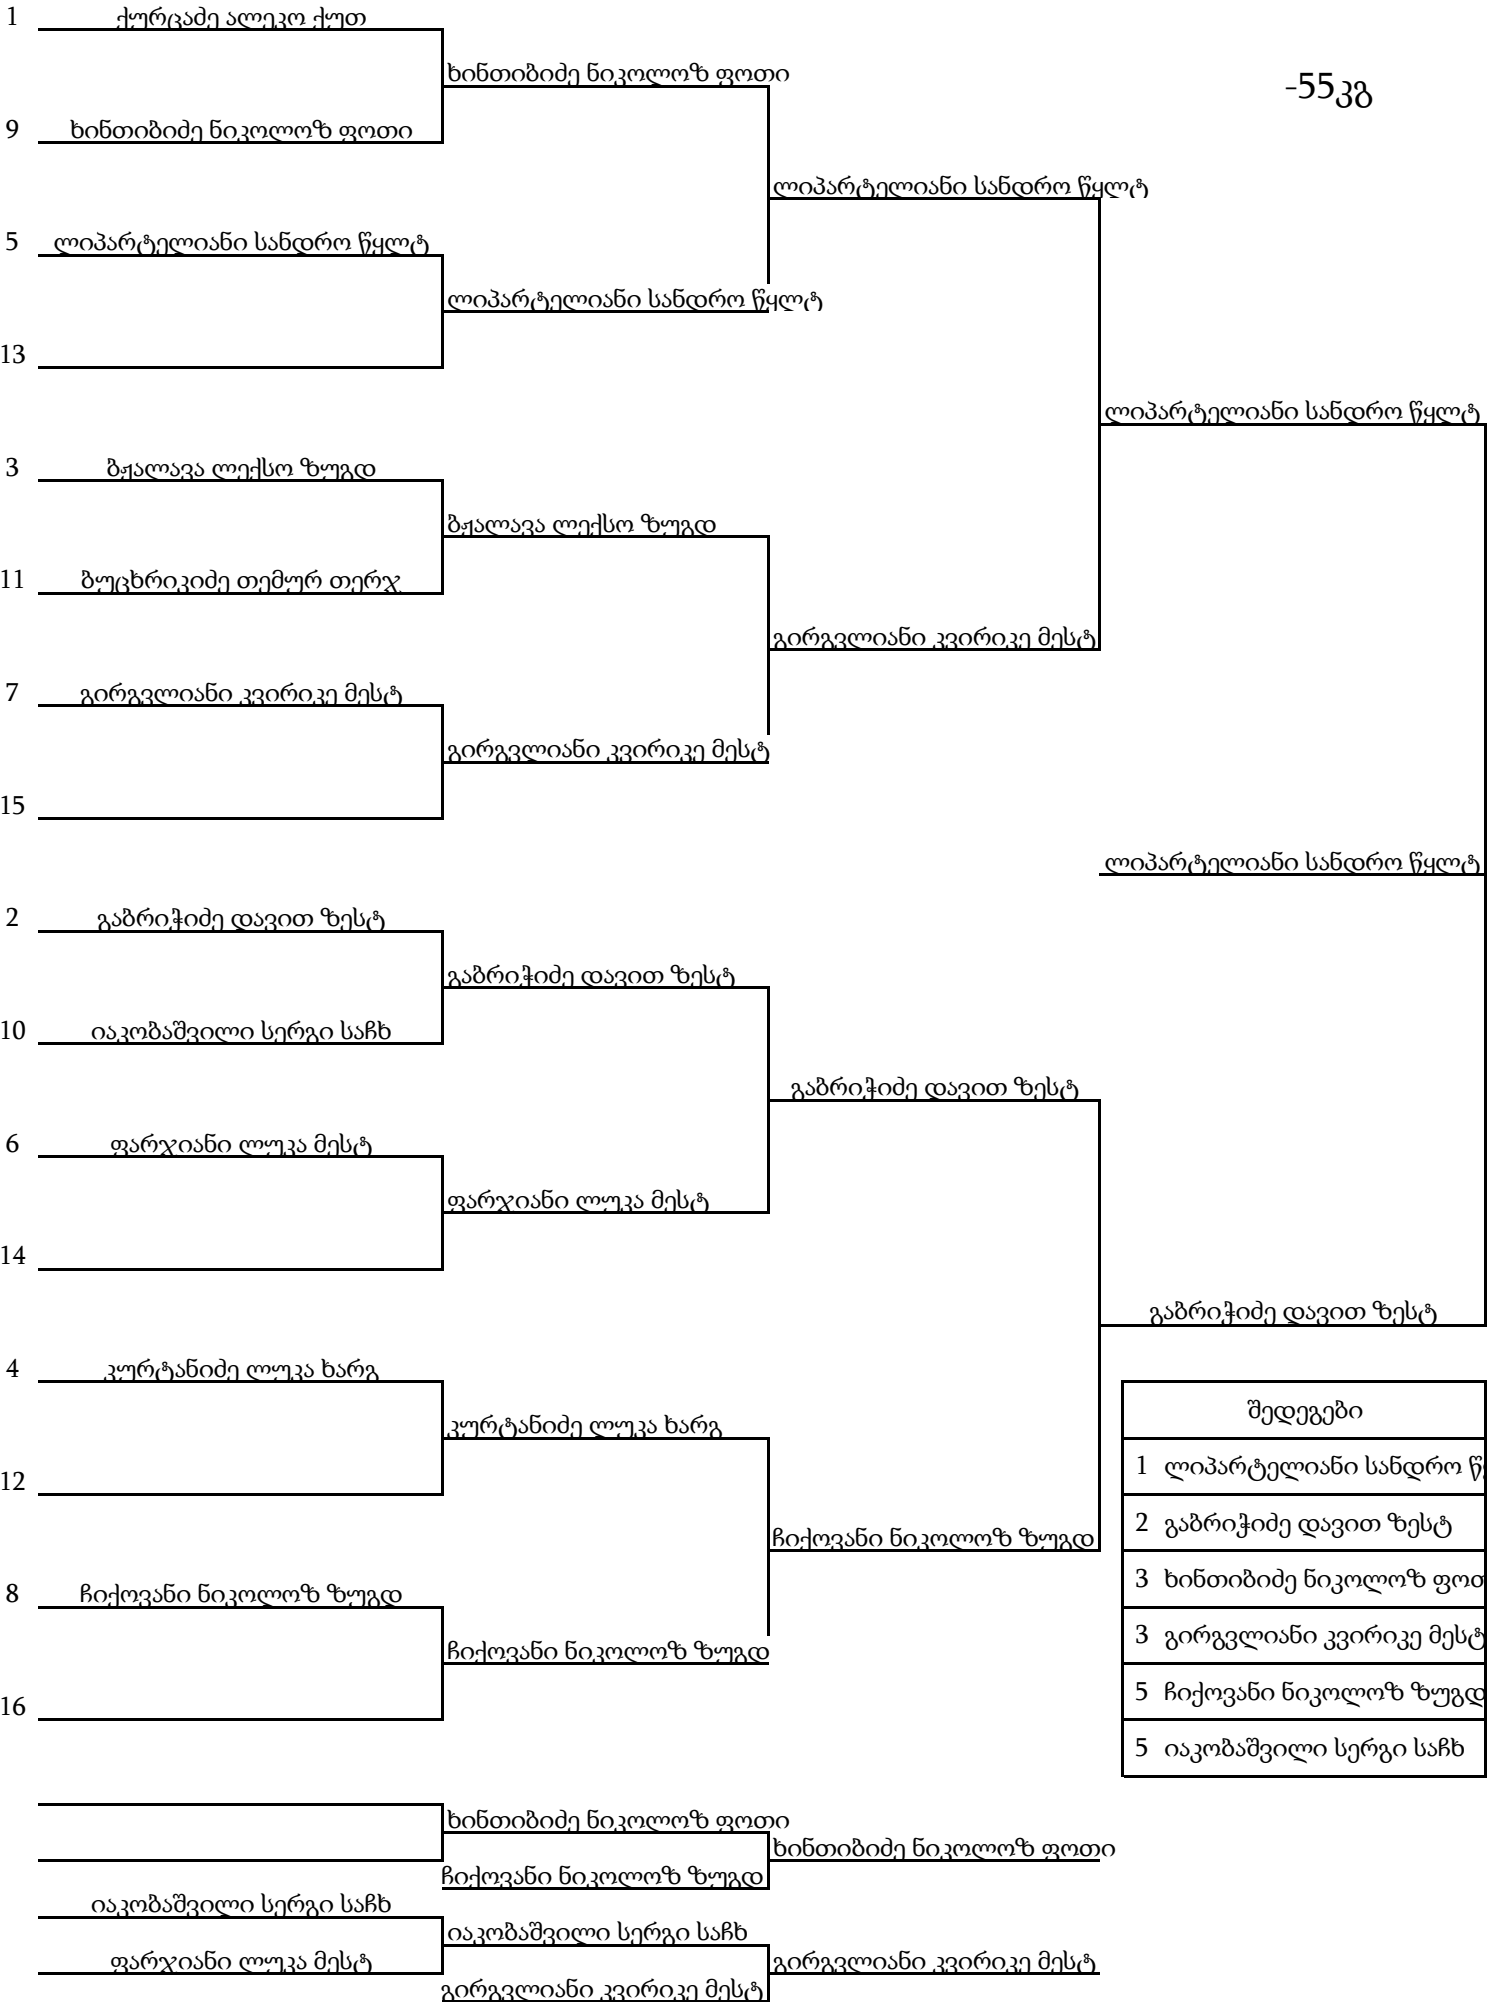 1 ქურცაძე ალეკო ქუთ
ხინთიბიძე ნიკოლოზ ფოთი
-55კგ
9 ხინთიბიძე ნიკოლოზ ფოთი
ლიპარტელიანი სანდრო წყლტ
5 ლიპარტელიანი სანდრო წყლტ
ლიპარტელიანი სანდრო წყლტ
13
ლიპარტელიანი სანდრო წყლტ
3 ბჟალავა ლექსო ზუგდ
ბჟალავა ლექსო ზუგდ
11 ბუცხრიკიძე თემურ თერჯ
გირგვლიანი კვირიკე მესტ
7 გირგვლიანი კვირიკე მესტ
გირგვლიანი კვირიკე მესტ
15
ლიპარტელიანი სანდრო წყლტ
2 გაბრიჭიძე დავით ზესტ
გაბრიჭიძე დავით ზესტ
10 იაკობაშვილი სერგი საჩხ
გაბრიჭიძე დავით ზესტ
6 ფარჯიანი ლუკა მესტ
ფარჯიანი ლუკა მესტ
14
გაბრიჭიძე დავით ზესტ
4 კურტანიძე ლუკა ხარგ
შედეგები
კურტანიძე ლუკა ხარგ
1 ლიპარტელიანი სანდრო წ
12
2 გაბრიჭიძე დავით ზესტ
ჩიქოვანი ნიკოლოზ ზუგდ
3 ხინთიბიძე ნიკოლოზ ფოთ
8 ჩიქოვანი ნიკოლოზ ზუგდ
3 გირგვლიანი კვირიკე მესტ
ჩიქოვანი ნიკოლოზ ზუგდ
5 ჩიქოვანი ნიკოლოზ ზუგდ
16
5 იაკობაშვილი სერგი საჩხ
ხინთიბიძე ნიკოლოზ ფოთი
ხინთიბიძე ნიკოლოზ ფოთი
ჩიქოვანი ნიკოლოზ ზუგდ
იაკობაშვილი სერგი საჩხ
იაკობაშვილი სერგი საჩხ
ფარჯიანი ლუკა მესტ
გირგვლიანი კვირიკე მესტ
გირგვლიანი კვირიკე მესტ